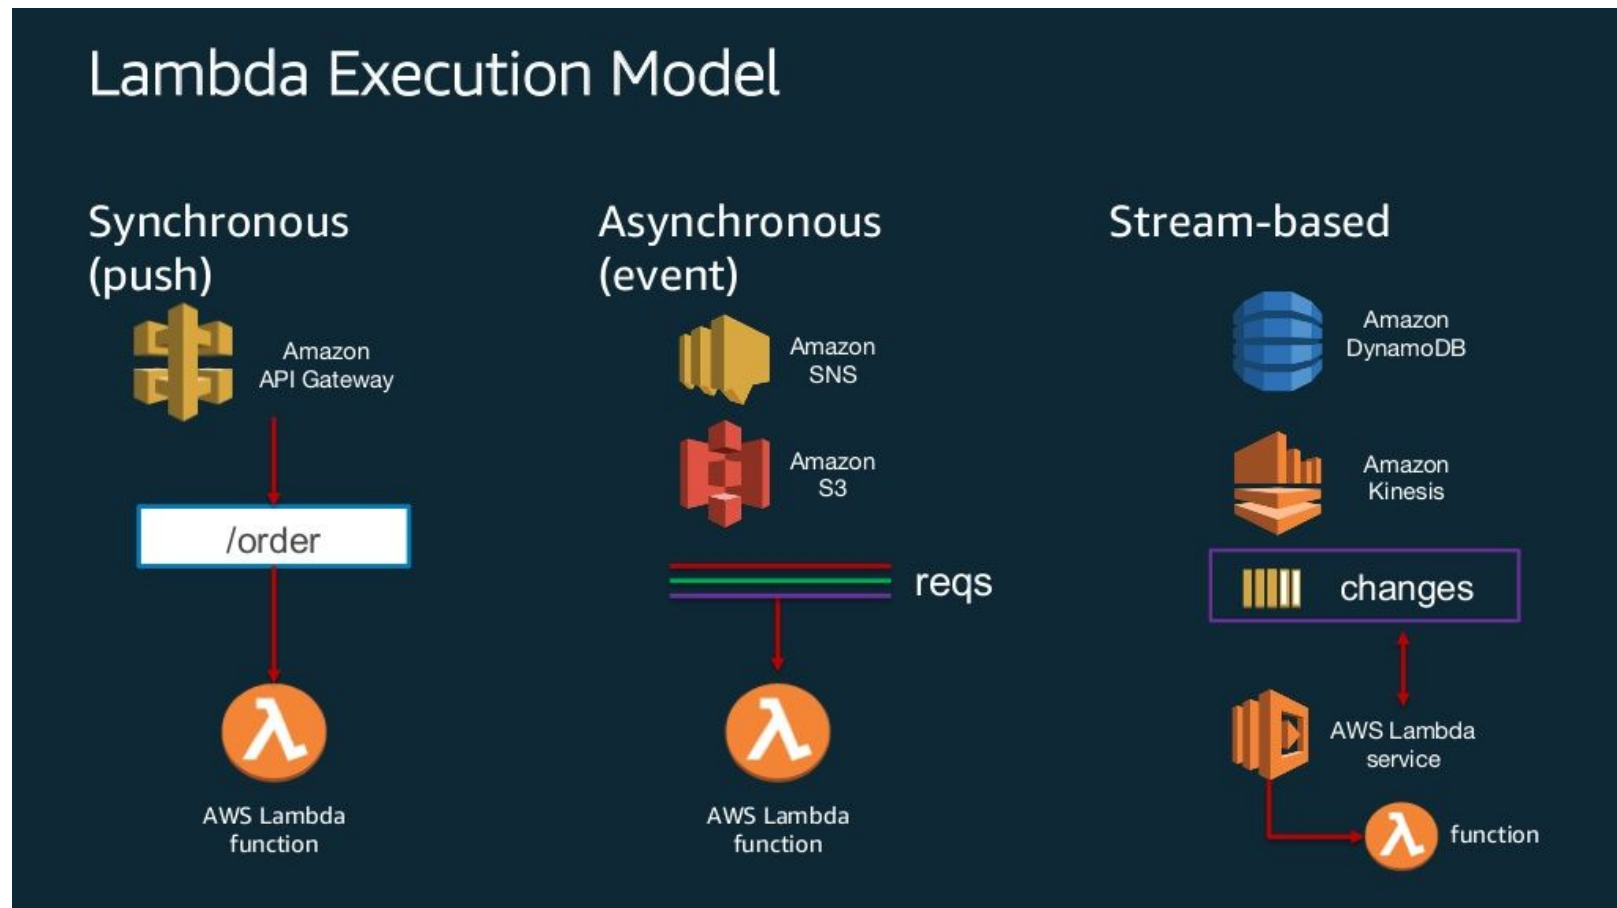 Lambda Execution Model
Synchronous
(push)
Amazon
API Gateway
/order
AWS Lambda
function
Asynchronous
(event)
Amazon
SNS
Amazon
S3
reqs
AWS Lambda
function
Stream-based
Amazon
DynamoDB
Amazon
Kinesis
changes
AWS Lambda
service
function